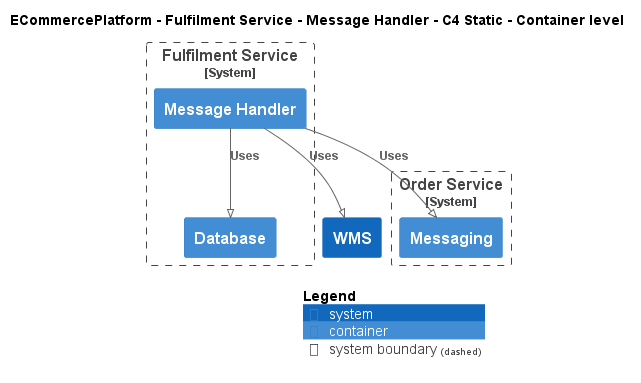 ECommercePlatform - Fulfilment Service - Message Handler - C4 Static - Container level
Fulfilment Service
[System]
Message Handler
Uses
Uses
Uses
Order Service
[System]
Database
WMS
Messaging
Legend
system
container
system boundary (dashed)